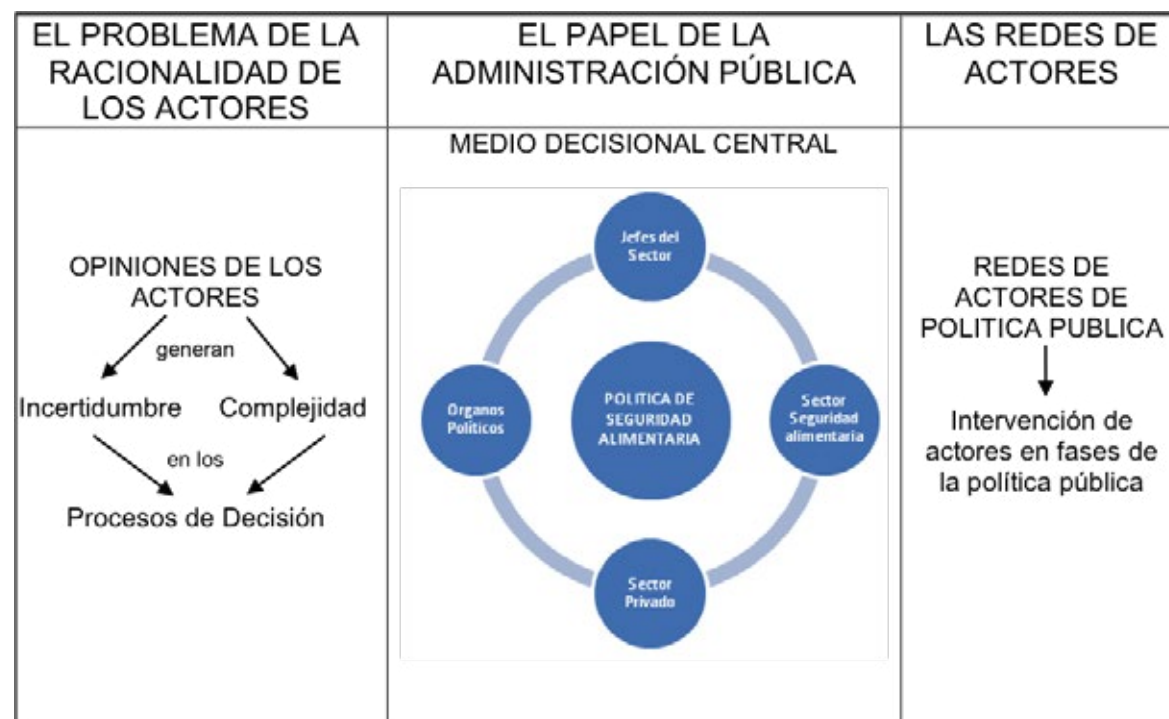 EL PROBLEMA DE LA
RACIONALIDAD DE
LOS ACTORES
EL PAPEL DE LA
ADMINISTRACIÓN PÚBLICA
LAS REDES DE
ACTORES
OPINIONES DE LOS
ACTORES
generan
Incertidumbre
Complejidad
en los
Procesos de Decisión
MEDIO DECISIONAL CENTRAL
Jefes del
Sector
Organos
Políticos
POLITICA DE
SEGURIDAD
ALIMENTARIA
Sector
Seguridad
alimentaria
Sector
Privado
REDES DE
ACTORES DE
POLITICA PUBLICA
Intervención de
actores en fases de
la política pública